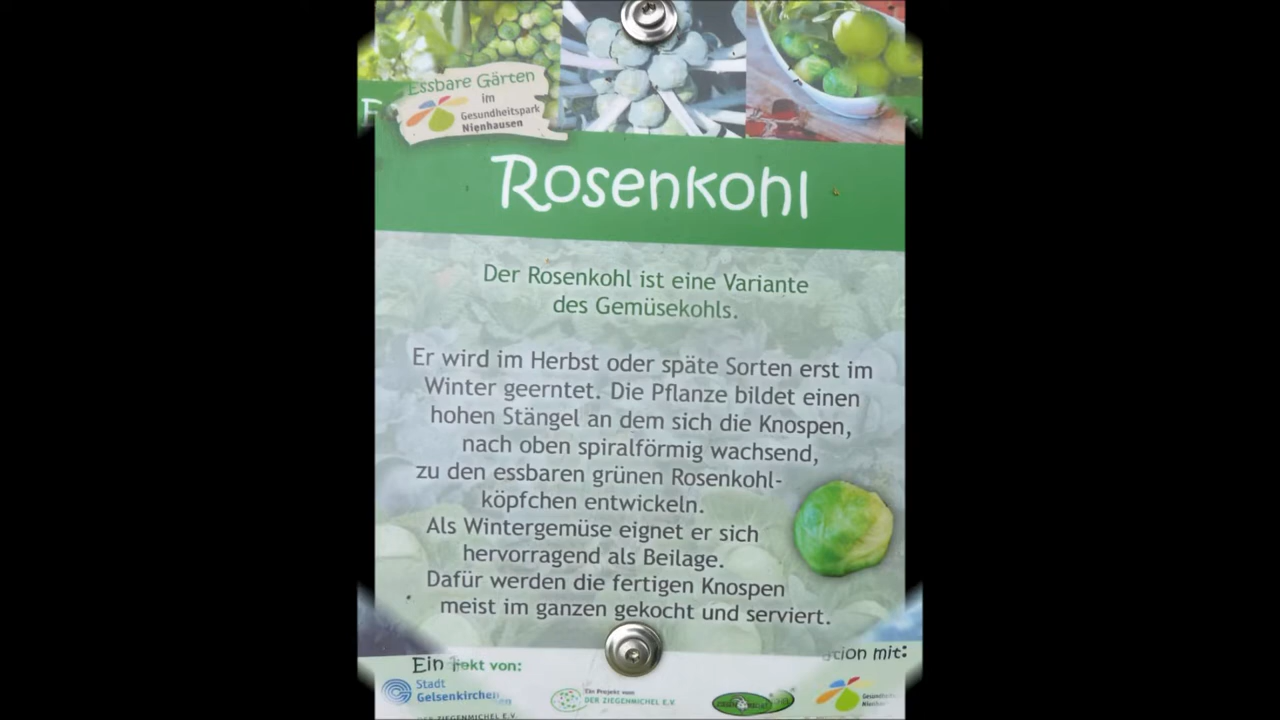 Essbare Gärten
im
Gesundheitspark
Nienhausen
Rosenkohl
Der Rosenkohl ist eine Variante
des Gemüsekohls.
Er wird im Herbst oder späte Sorten erst im
Winter geerntet. Die Pflanze bildet einen
hohen Stängel an dem sich die Knospen,
nach oben spiralförmig wachsend,
zu den essbaren grünen Rosenkohl-
köpfchen entwickeln.
Als Wintergemüse eignet er sich
hervorragend als Beilage.
Dafür werden die fertigen Knospen
meist im ganzen gekocht und serviert.
Ein von:
mit:
Stadt
Gelsenkirchen
Ein Projekt vom
DER ZIEGENMICHEL E.V.
DER ZIEGENMICHEL E.V.